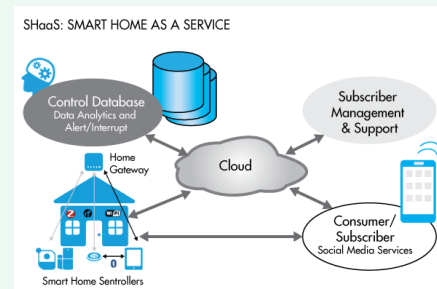 SHaaS: SMART HOME AS A SERVICE
Control Database
Data Analytics and
Alert/Interrupt
Subscriber
Management
& Support
Home
Gateway
Cloud
WiFi
Consumer/
Subscriber
Social Media Services
Smart Home Sentrollers